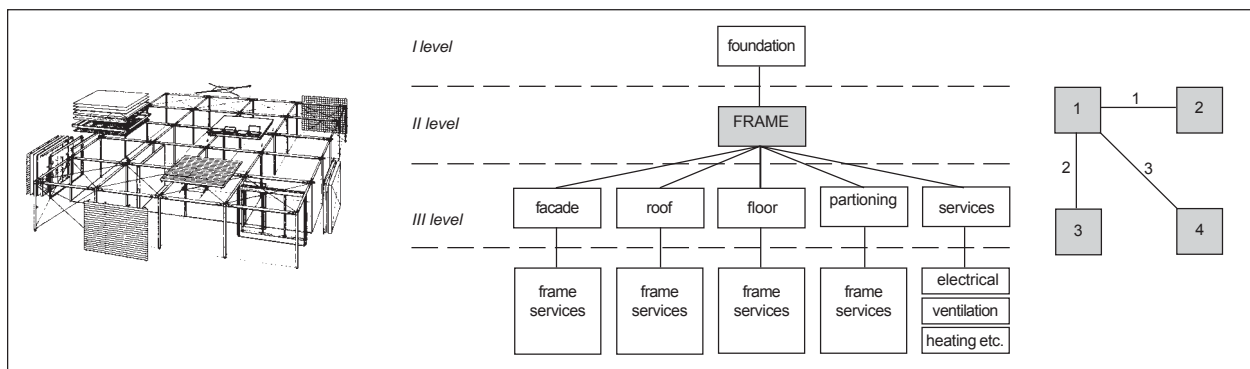 I level
foundation
II level
FRAME
III level
facade
roof
floor
partioning
services
frame
services
frame
services
frame
services
frame
services
electrical
ventilation
heating etc.
1
1
2
2
3
3
4